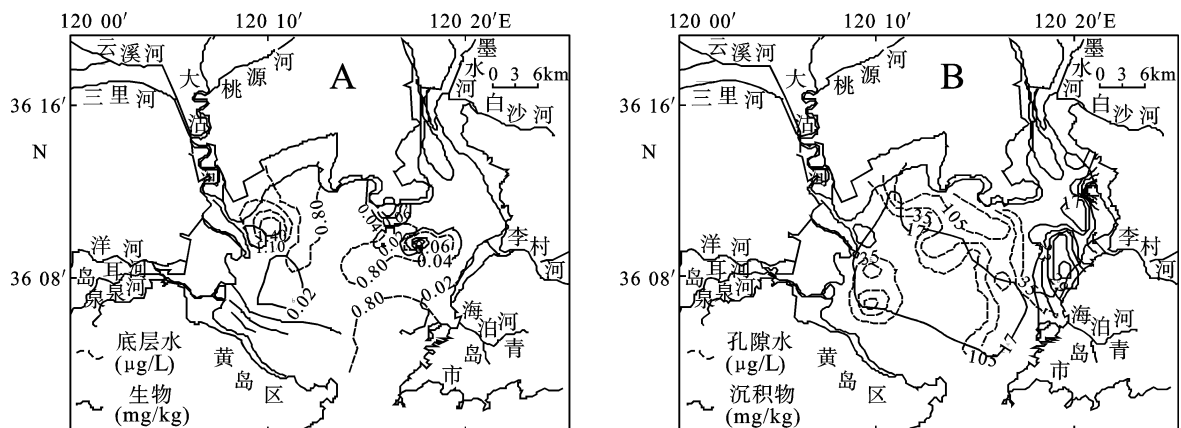 120 00′ 120 10′ 120 20′E
云溪河
大沽河
桃源河
A
墨水河
0 3 6km
三里河
36 16′
白沙河
N
0.80
0.04
1.40
1.10
0.06
0.04
李村河
洋河
36 08′
岛耳河
泉泉河
0.80
0.02
0.80
0.02
海泊河
底层水
(μg/L)
生物
(mg/kg)
黄岛区
青岛市
120 00′ 120 10′ 120 20′E
云溪河
大沽河
桃源河
B
墨水河
0 3 6km
三里河
36 16′
白沙河
N
35
105
17
李村河
洋河
36 08′
岛耳河
泉泉河
35
35
17
105
海泊河
孔隙水
(μg/L)
沉积物
(mg/kg)
黄岛区
青岛市